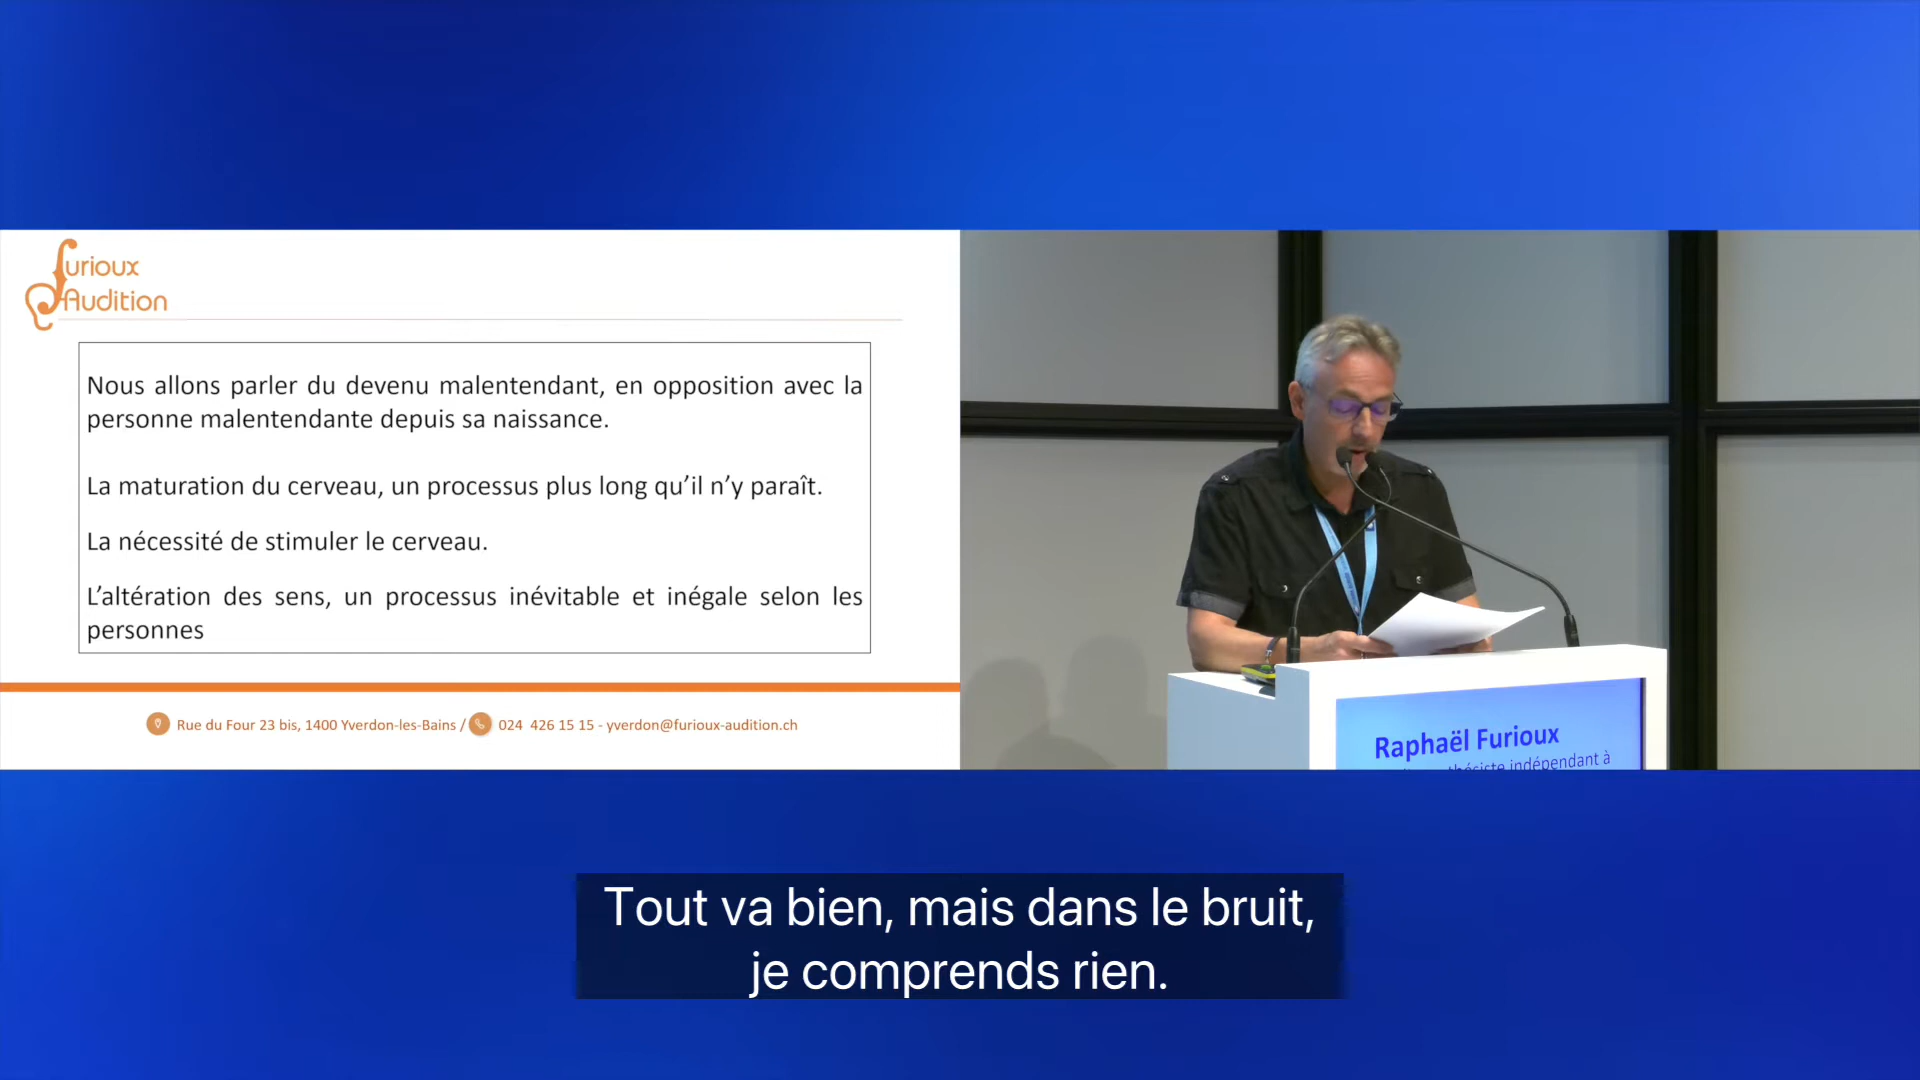 Furioux
Audition
Nous allons parler du devenu malentendant, en opposition avec la
personne malentendante depuis sa naissance.
La maturation du cerveau, un processus plus long qu’il n’y paraît.
La nécessité de stimuler le cerveau.
L’altération des sens, un processus inévitable et inégale selon les
personnes
Rue du Four 23 bis, 1400 Yverdon-les-Bains / 024 426 15 15 - yverdon@furioux-audition.ch
Raphaël Furioux
indépendant à
Tout va bien, mais dans le bruit,
je comprends rien.